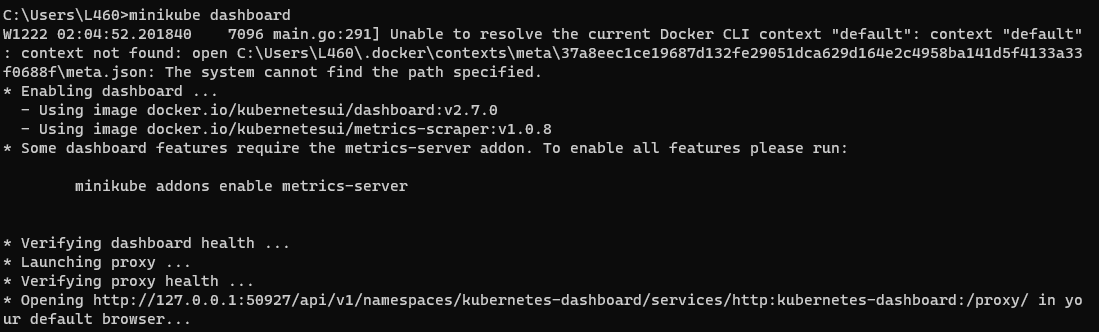 C:\Users\L460>minikube dashboard
W1222 02:04:52.201840    7096 main.go:291] Unable to resolve the current Docker CLI context "default": context "default"
: context not found: open C:\Users\L460\.docker\contexts\meta\37a8eec1ce19687d132fe29051dca629d164e2c4958ba141d5f4133a33
f0688f\meta.json: The system cannot find the path specified.
* Enabling dashboard ...
  - Using image docker.io/kubernetesui/dashboard:v2.7.0
  - Using image docker.io/kubernetesui/metrics-scraper:v1.0.8
* Some dashboard features require the metrics-server addon. To enable all features please run:
        minikube addons enable metrics-server
* Verifying dashboard health ...
* Launching proxy ...
* Verifying proxy health ...
* Opening http://127.0.0.1:50927/api/v1/namespaces/kubernetes-dashboard/services/http:kubernetes-dashboard:/proxy/ in yo
ur default browser...